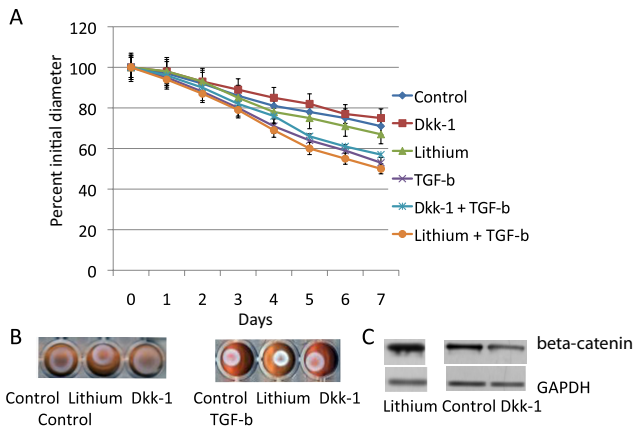 A
120
100
80
60
40
20
0
Percent initial diameter
0 1 2 3 4 5 6 7
Days
Control
Dkk-1
Lithium
TGF-b
Dkk-1 + TGF-b
Lithium + TGF-b
B
Control Lithium Dkk-1
Control
Control Lithium Dkk-1
TGF-b
C
beta-catenin
GAPDH
Lithium Control Dkk-1